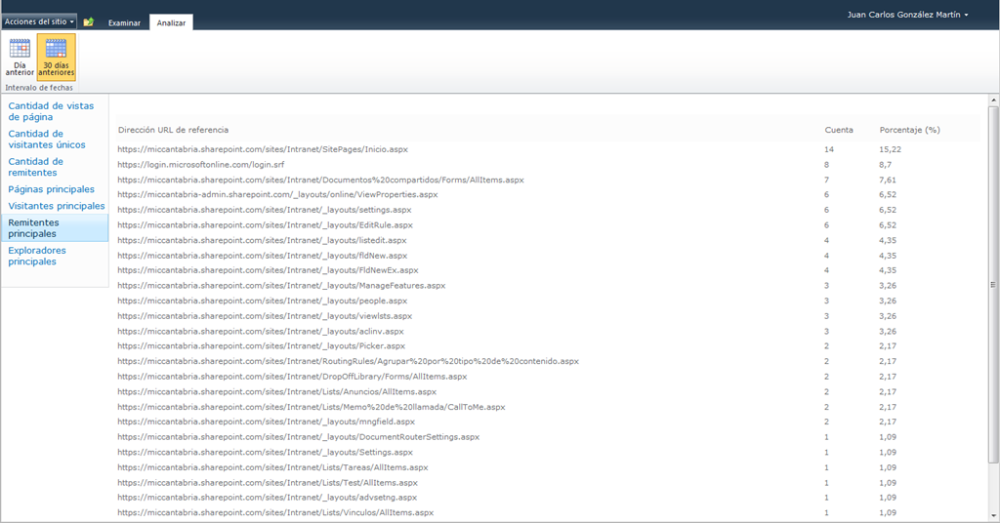 Acciones del sitio
Examinar
Analizar
Juan Carlos González Martín
Día anterior
30 días anteriores
Intervalo de fechas
Cantidad de vistas de página
Cantidad de visitantes únicos
Cantidad de remitentes
Páginas principales
Visitantes principales
Remitentes principales
Exploradores principales
Dirección URL de referencia Cuenta Porcentaje (%)
https://miccantabria.sharepoint.com/sites/Intranet/SitePages/Inicio.aspx 14 15,22
https://login.microsoftonline.com/login.srf 8 8,7
https://miccantabria.sharepoint.com/sites/Intranet/Documentos%20compartidos/Forms/AllItems.aspx 7 7,61
https://miccantabria-admin.sharepoint.com/_layouts/online/ViewProperties.aspx 6 6,52
https://miccantabria.sharepoint.com/sites/Intranet/_layouts/settings.aspx 6 6,52
https://miccantabria.sharepoint.com/sites/Intranet/_layouts/EditRule.aspx 6 6,52
https://miccantabria.sharepoint.com/sites/Intranet/_layouts/listedit.aspx 4 4,35
https://miccantabria.sharepoint.com/sites/Intranet/_layouts/fldNew.aspx 4 4,35
https://miccantabria.sharepoint.com/sites/Intranet/_layouts/FldNewEx.aspx 4 4,35
https://miccantabria.sharepoint.com/sites/Intranet/_layouts/ManageFeatures.aspx 3 3,26
https://miccantabria.sharepoint.com/sites/Intranet/_layouts/people.aspx 3 3,26
https://miccantabria.sharepoint.com/sites/Intranet/_layouts/viewlsts.aspx 3 3,26
https://miccantabria.sharepoint.com/sites/Intranet/_layouts/aclinv.aspx 3 3,26
https://miccantabria.sharepoint.com/sites/Intranet/_layouts/Picker.aspx 2 2,17
https://miccantabria.sharepoint.com/sites/Intranet/RoutingRules/Agrupar%20por%20tipo%20de%20contenido.aspx 2 2,17
https://miccantabria.sharepoint.com/sites/Intranet/DropOffLibrary/Forms/AllItems.aspx 2 2,17
https://miccantabria.sharepoint.com/sites/Intranet/Lists/Anuncios/AllItems.aspx 2 2,17
https://miccantabria.sharepoint.com/sites/Intranet/Lists/Memo%20de%20llamada/CallToMe.aspx 2 2,17
https://miccantabria.sharepoint.com/sites/Intranet/_layouts/mngfield.aspx 2 2,17
https://miccantabria.sharepoint.com/sites/Intranet/_layouts/DocumentRouterSettings.aspx 1 1,09
https://miccantabria.sharepoint.com/sites/Intranet/_layouts/Settings.aspx 1 1,09
https://miccantabria.sharepoint.com/sites/Intranet/Lists/Tareas/AllItems.aspx 1 1,09
https://miccantabria.sharepoint.com/sites/Intranet/Lists/Test/AllItems.aspx 1 1,09
https://miccantabria.sharepoint.com/sites/Intranet/_layouts/advsetng.aspx 1 1,09
https://miccantabria.sharepoint.com/sites/Intranet/Lists/Vinculos/AllItems.aspx 1 1,09